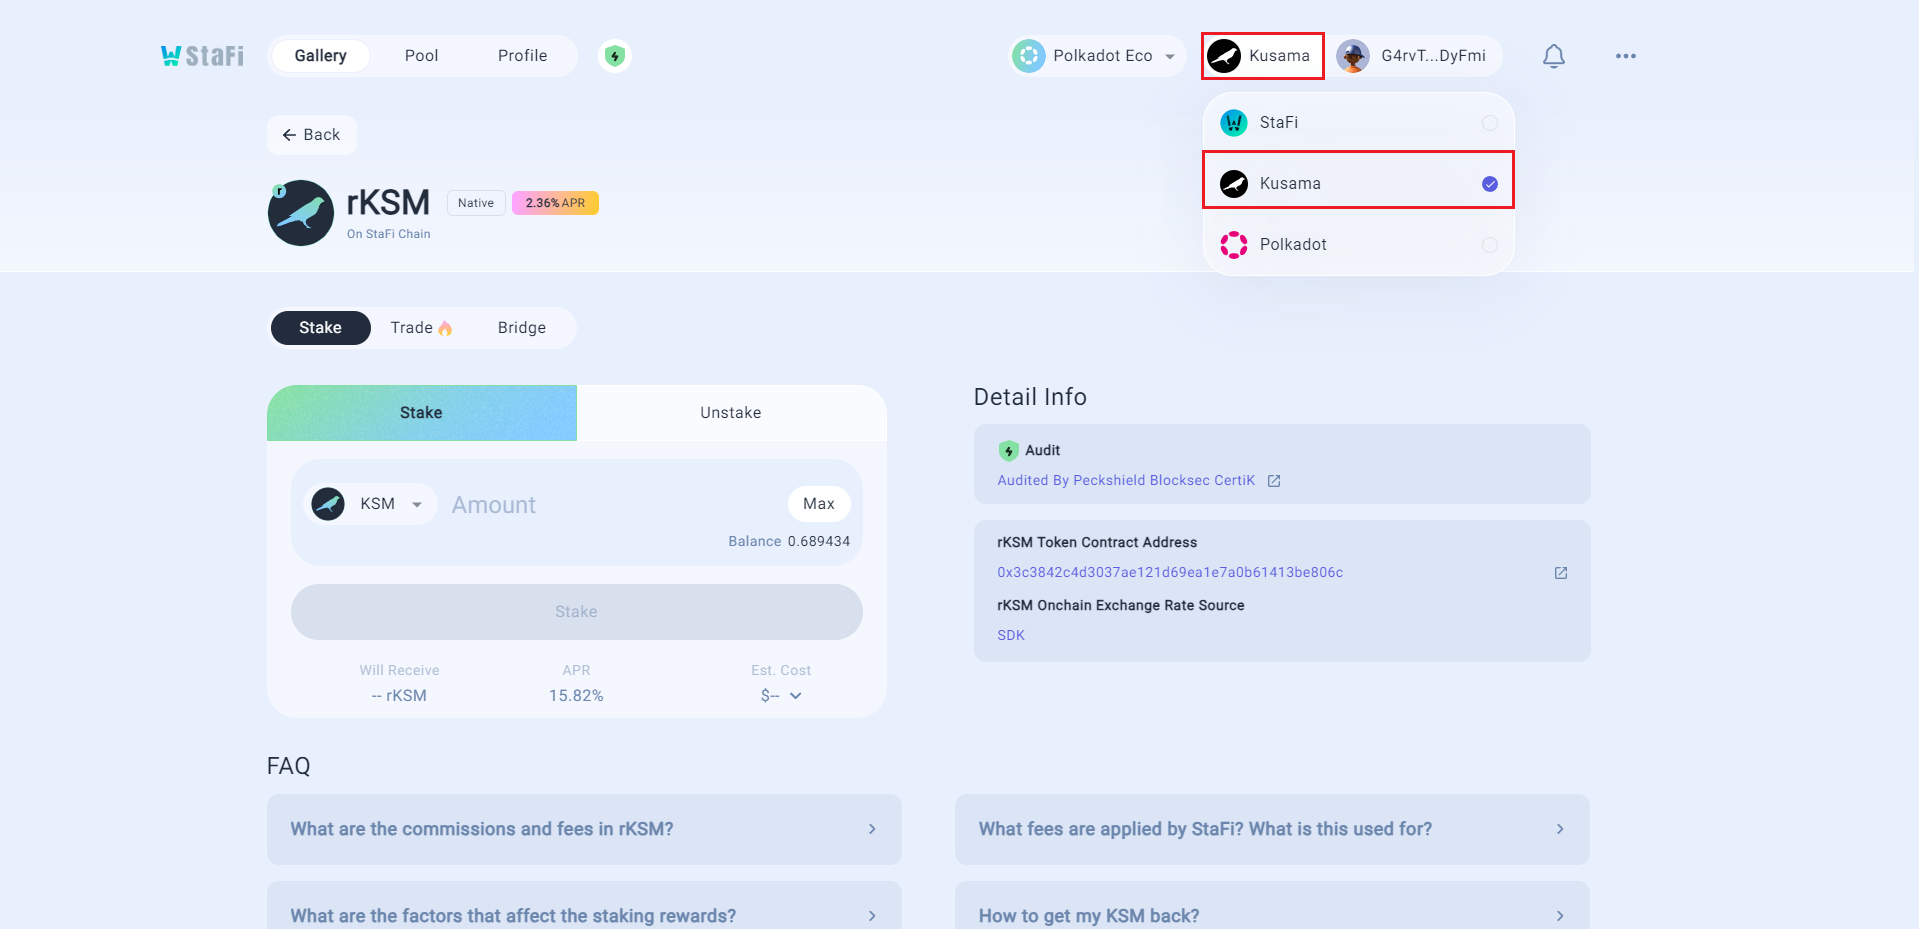 StaFi
Gallery
Pool
Profile
Polkadot Eco
Kusama
G4rvT...DyFmi
StaFi
Kusama
Polkadot
Back
r
rKSM
Native
2.36% APR
On StaFi Chain
Stake
Trade
Bridge
Stake
Unstake
KSM
Amount
Max
Balance 0.689434
Stake
Will Receive
APR
Est. Cost
-- rKSM
15.82%
$--
Detail Info
Audit
Audited By Peckshield Blocksec CertiK
rKSM Token Contract Address
0x3c3842c4d3037ae121d69ea1e7a0b61413be806c
rKSM Onchain Exchange Rate Source
SDK
FAQ
What are the commissions and fees in rKSM?
What fees are applied by StaFi? What is this used for?
What are the factors that affect the staking rewards?
How to get my KSM back?